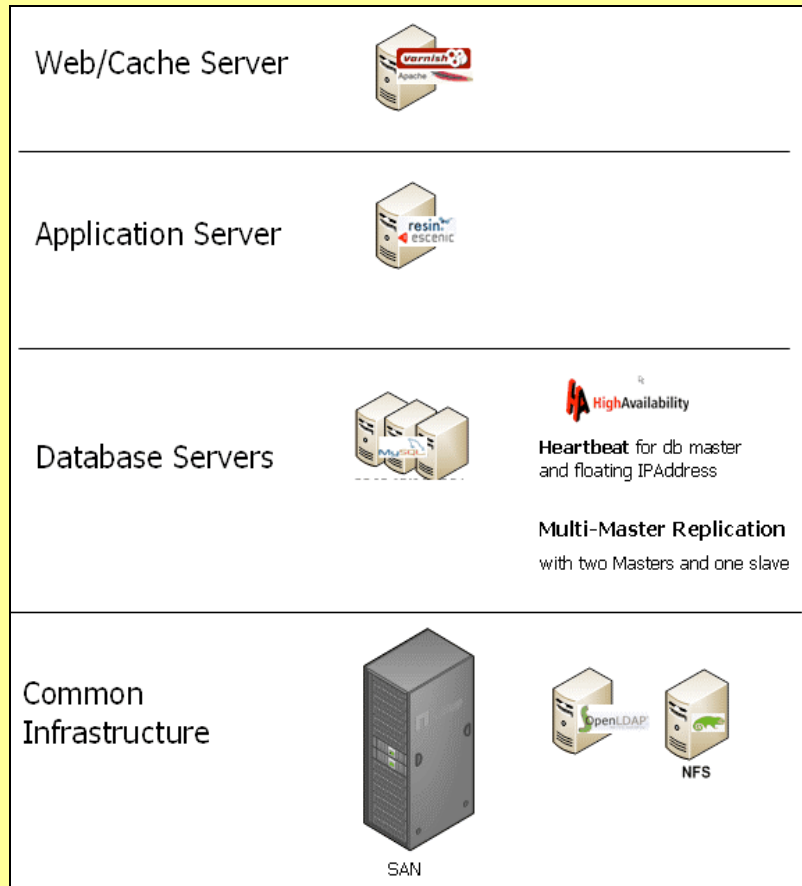 Web/Cache Server
varnish
Apache
Application Server
resin
escenic
Database Servers
MySQL
HA HighAvailability
Heartbeat for db master
and floating IPAddress
Multi-Master Replication
with two Masters and one slave
Common
Infrastructure
OpenLDAP
NFS
SAN